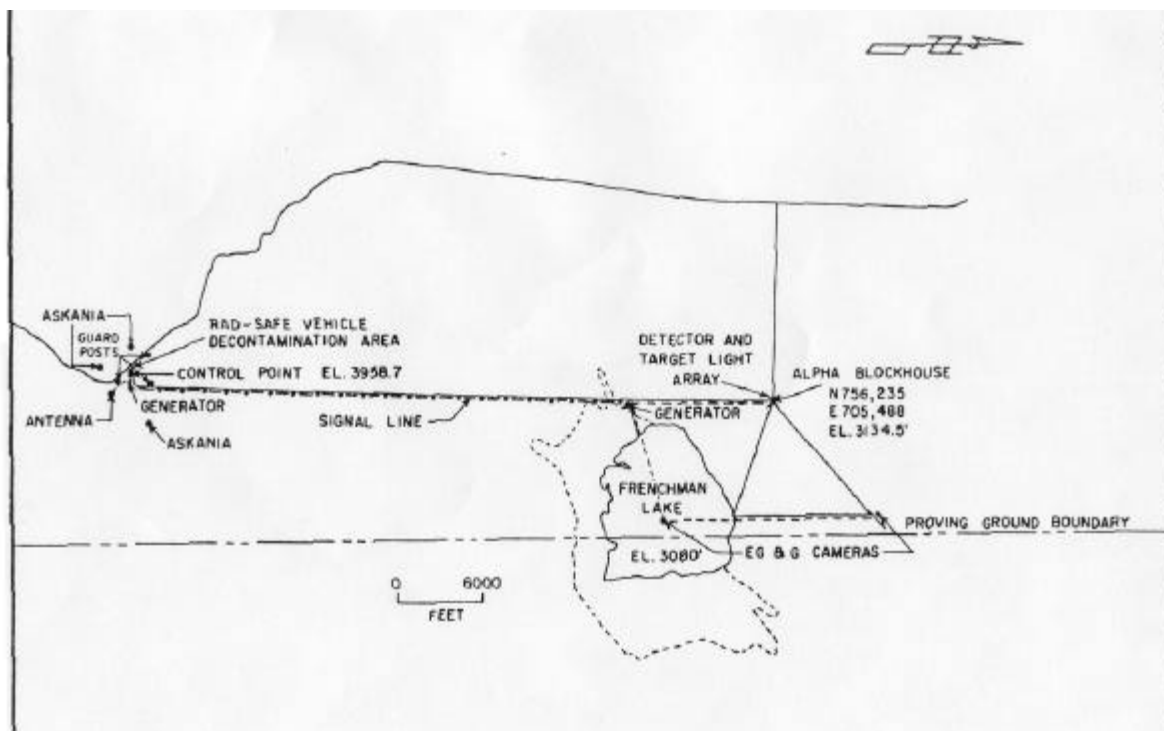 ASKANIA
GUARD
POSTS
RAD-SAFE VEHICLE
DECONTAMINATION AREA
CONTROL POINT EL. 3958.7
GENERATOR
ANTENNA
ASKANIA
SIGNAL LINE
DETECTOR AND
TARGET LIGHT
ARRAY
ALPHA BLOCKHOUSE
N756,235
E705,488
EL. 3134.5'
GENERATOR
FRENCHMAN
LAKE
EL. 3080'
PROVING GROUND BOUNDARY
EG & G CAMERAS
0 6000
FEET